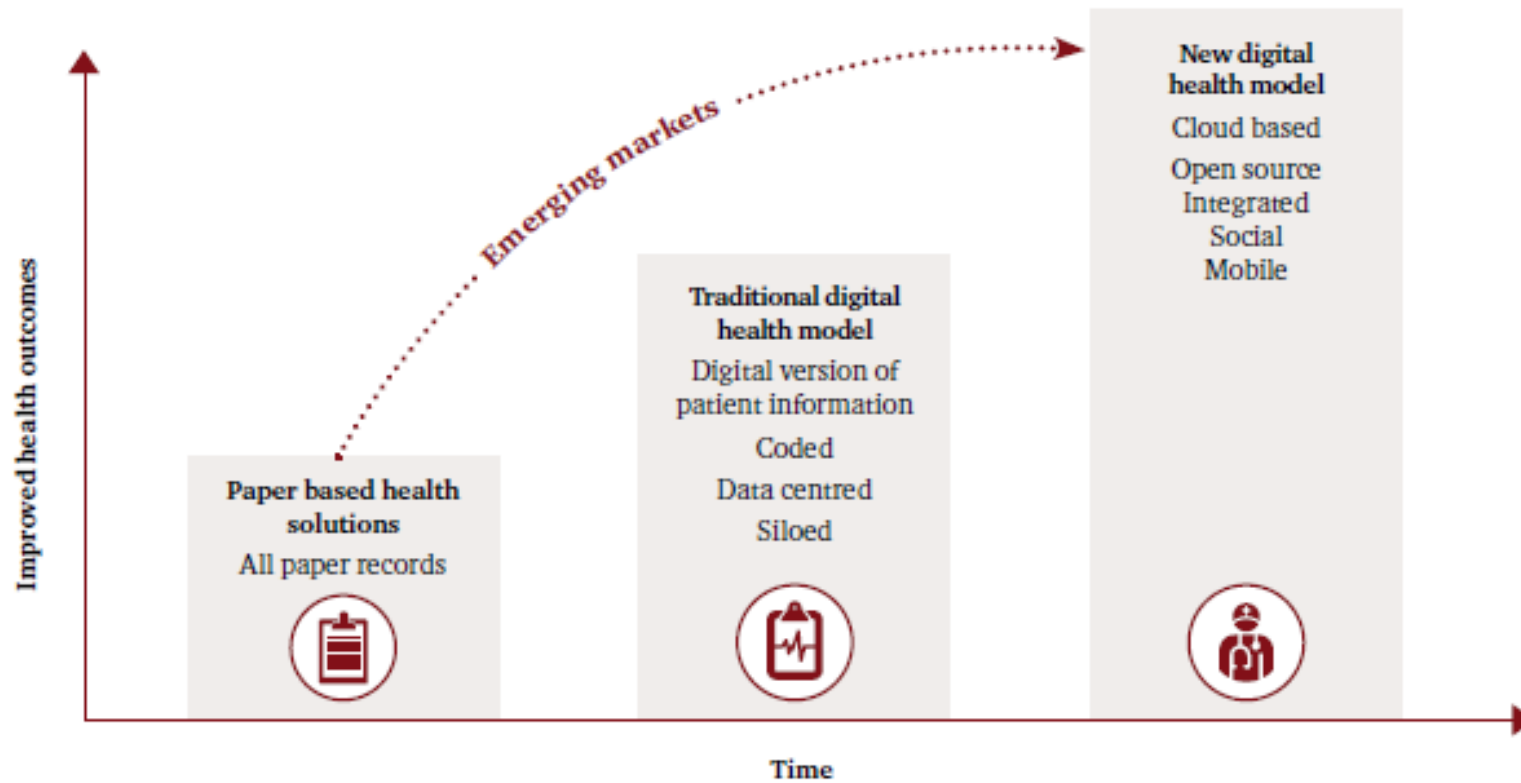 Improved health outcomes
Emerging markets
Paper based health
solutions
All paper records
Traditional digital
health model
Digital version of
patient information
Coded
Data centred
Siloed
New digital
health model
Cloud based
Open source
Integrated
Social
Mobile
Time